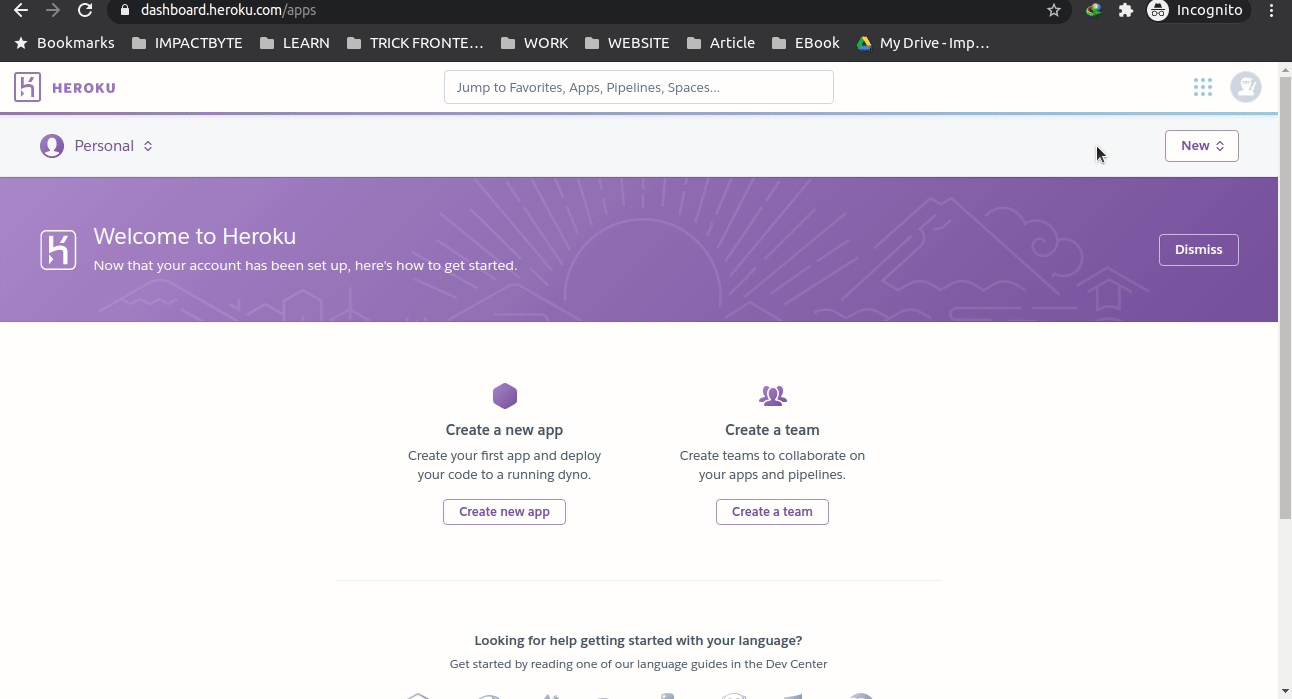 dashboard.heroku.com/apps
Incognito
Bookmarks IMPACTBYTE LEARN TRICK FRONTE... WORK WEBSITE Article EBook My Drive - Imp...
HEROKU
Jump to Favorites, Apps, Pipelines, Spaces...
Personal
New
Welcome to Heroku
Now that your account has been set up, here's how to get started.
Dismiss
Create a new app
Create your first app and deploy
your code to a running dyno.
Create new app
Create a team
Create teams to collaborate on
your apps and pipelines.
Create a team
Looking for help getting started with your language?
Get started by reading one of our language guides in the Dev Center